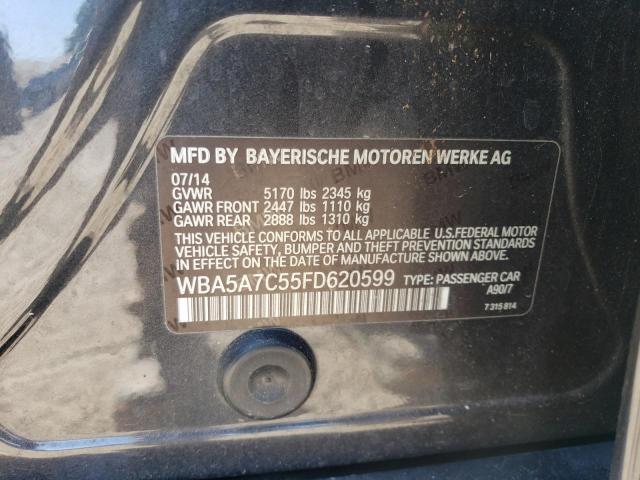 MFD BY BAYERISCHE MOTOREN WERKE AG
07/14
GVWR 5170 lbs 2345 kg
GAWR FRONT 2447 lbs 1110 kg
GAWR REAR 2888 lbs 1310 kg
THIS VEHICLE CONFORMS TO ALL APPLICABLE U.S.FEDERAL MOTOR
VEHICLE SAFETY, BUMPER AND THEFT PREVENTION STANDARDS
IN EFFECT ON THE DATE OF MANUFACTURE SHOWN ABOVE.
WBA5A7C55FD620599 TYPE: PASSENGER CAR
A90/7
7 315 814